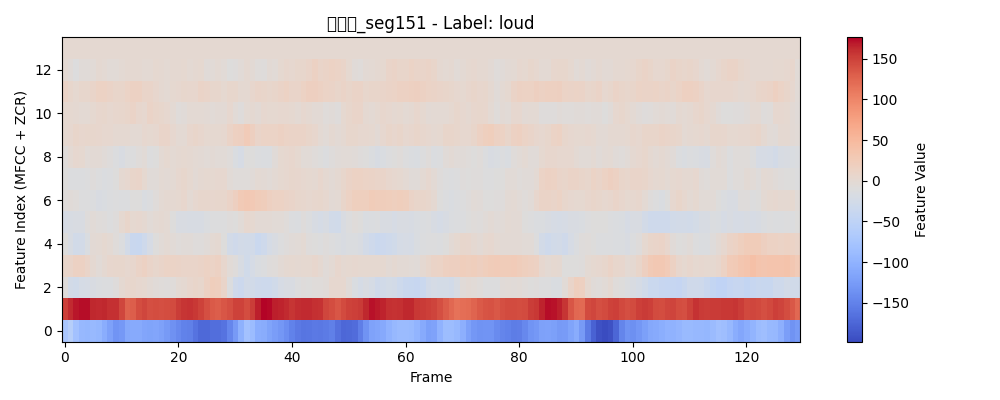 _seg151 - Label: loud
Feature Index (MFCC + ZCR)
12
10
8
6
4
2
0
0 20 40 60 80 100 120
Frame
150
100
50
0
−50
−100
−150
Feature Value